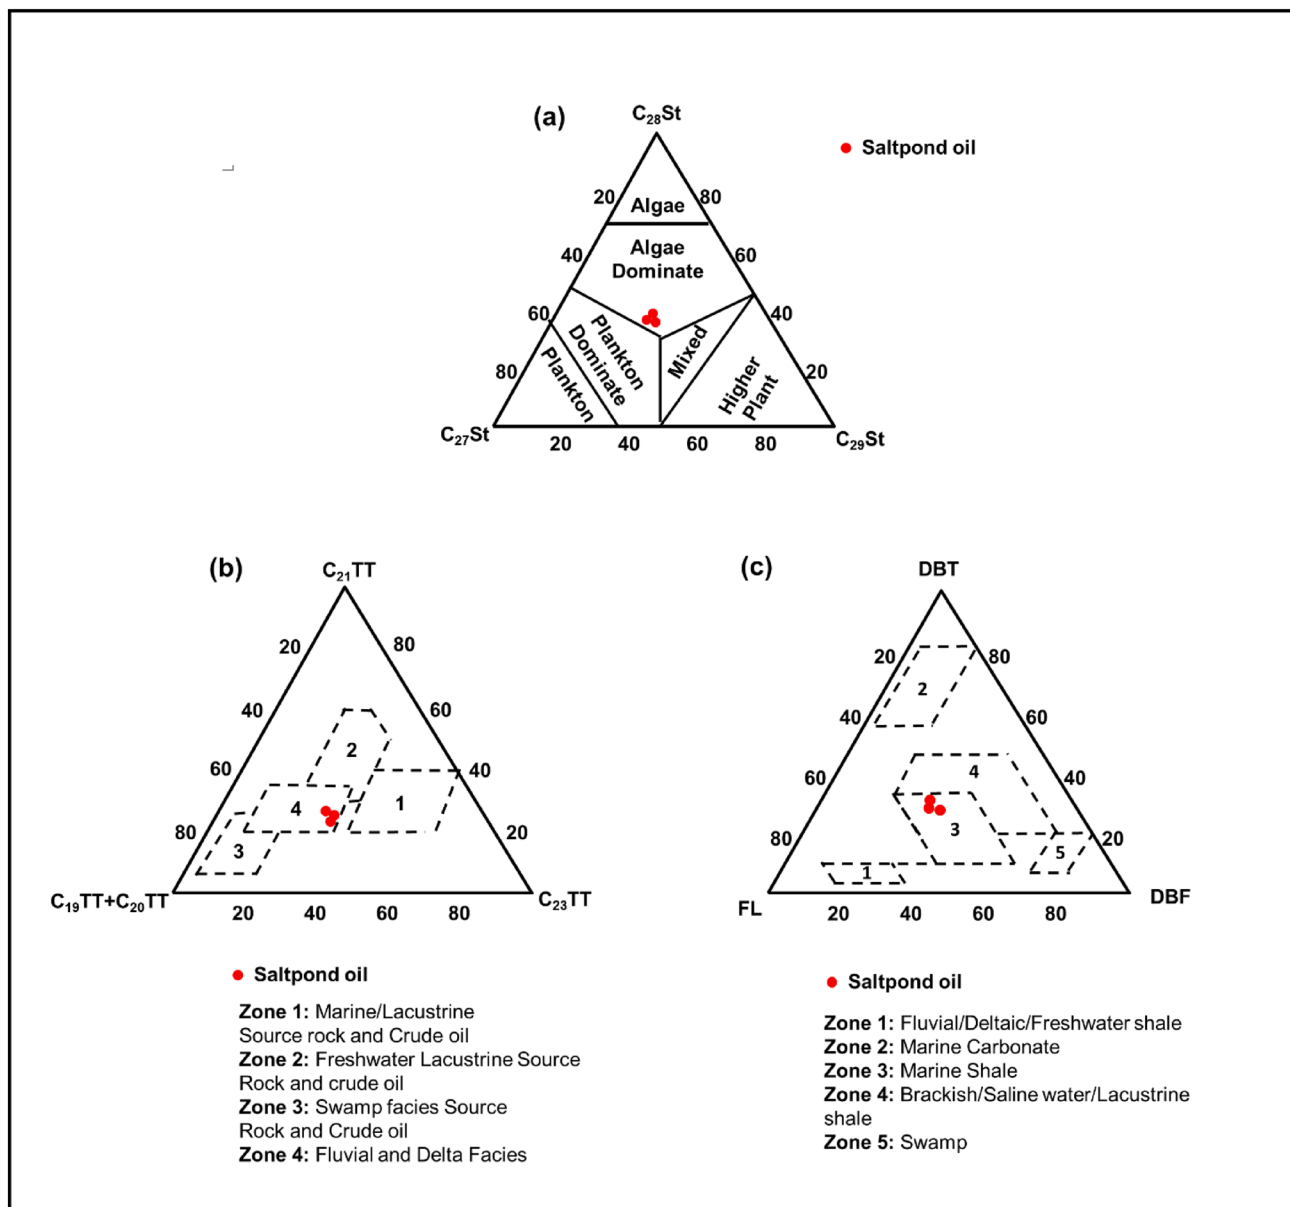 (a)
C₂₈St
Saltpond oil
20
80
Algae
40
Algae
Dominate
60
60
40
Plankton
Dominate
Plankton
Mixed
Higher
Plant
80
20
C₂₇St
20
40
60
80
C₂₉St
(b)
C₂₁TT
20
80
40
60
2
60
40
4
1
80
20
3
C₁₉TT+C₂₀TT
20
40
60
80
C₂₃TT
Saltpond oil
Zone 1: Marine/Lacustrine
Source rock and Crude oil
Zone 2: Freshwater Lacustrine Source
Rock and crude oil
Zone 3: Swamp facies Source
Rock and Crude oil
Zone 4: Fluvial and Delta Facies
(c)
DBT
20
80
2
40
60
4
60
40
3
80
20
5
1
FL
20
40
60
80
DBF
Saltpond oil
Zone 1: Fluvial/Deltaic/Freshwater shale
Zone 2: Marine Carbonate
Zone 3: Marine Shale
Zone 4: Brackish/Saline water/Lacustrine
shale
Zone 5: Swamp